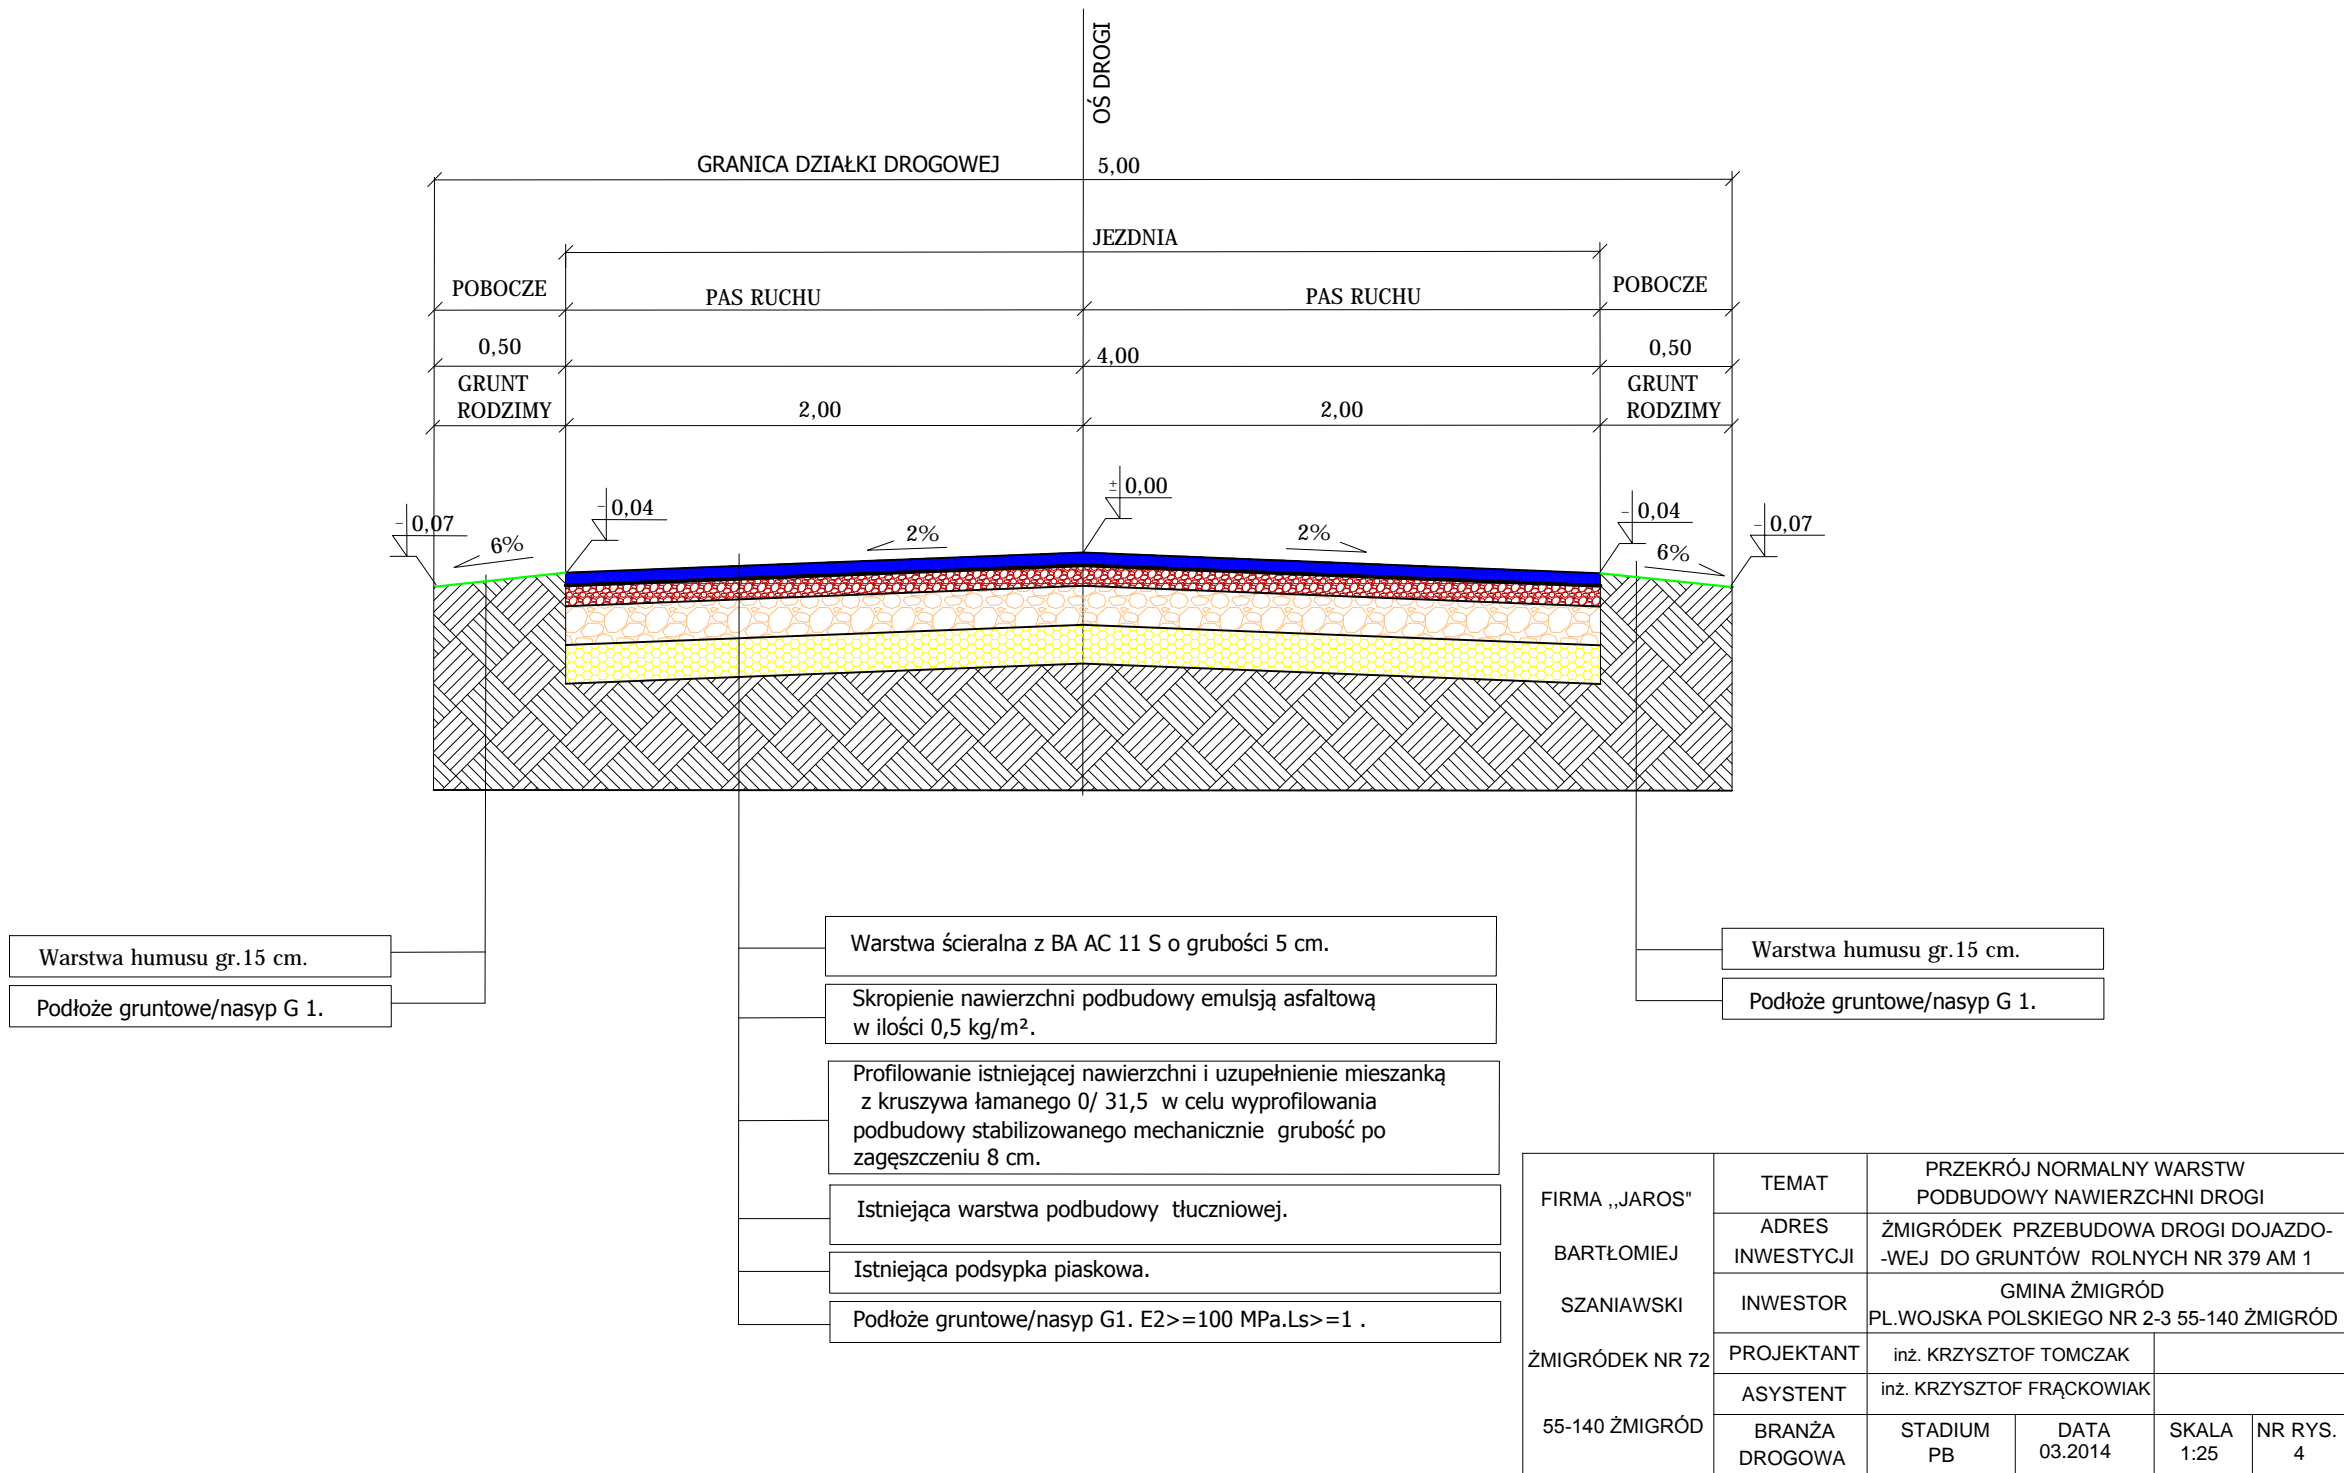 OŚ DROGI
GRANICA DZIAŁKI DROGOWEJ 5,00
JEZDNIA
POBOCZE PAS RUCHU PAS RUCHU POBOCZE
0,50 4,00 0,50
GRUNT
RODZIMY
2,00 2,00
GRUNT
RODZIMY
- 0,07 6% - 0,04 2% ± 0,00 2% - 0,04 6% - 0,07
Warstwa humusu gr.15 cm.
Podłoże gruntowe/nasyp G 1.
Warstwa ścieralna z BA AC 11 S o grubości 5 cm.
Skropienie nawierzchni podbudowy emulsją asfaltową
w ilości 0,5 kg/m².
Profilowanie istniejącej nawierzchni i uzupełnienie mieszanką
z kruszywa łamanego 0/ 31,5 w celu wyprofilowania
podbudowy stabilizowanego mechanicznie grubość po
zagęszczeniu 8 cm.
Istniejąca warstwa podbudowy tłuczniowej.
Istniejąca podsypka piaskowa.
Podłoże gruntowe/nasyp G1. E2>=100 MPa.Ls>=1 .
Warstwa humusu gr.15 cm.
Podłoże gruntowe/nasyp G 1.
FIRMA ,,JAROS"
BARTŁOMIEJ
SZANIAWSKI
ŻMIGRÓDEK NR 72
55-140 ŻMIGRÓD
TEMAT
PRZEKRÓJ NORMALNY WARSTW
PODBUDOWY NAWIERZCHNI DROGI
ADRES
INWESTYCJI
ŻMIGRÓDEK PRZEBUDOWA DROGI DOJAZDO-
-WEJ DO GRUNTÓW ROLNYCH NR 379 AM 1
INWESTOR
GMINA ŻMIGRÓD
PL.WOJSKA POLSKIEGO NR 2-3 55-140 ŻMIGRÓD
PROJEKTANT inż. KRZYSZTOF TOMCZAK
ASYSTENT inż. KRZYSZTOF FRĄCKOWIAK
BRANŻA
DROGOWA
STADIUM
PB
DATA
03.2014
SKALA
1:25
NR RYS.
4